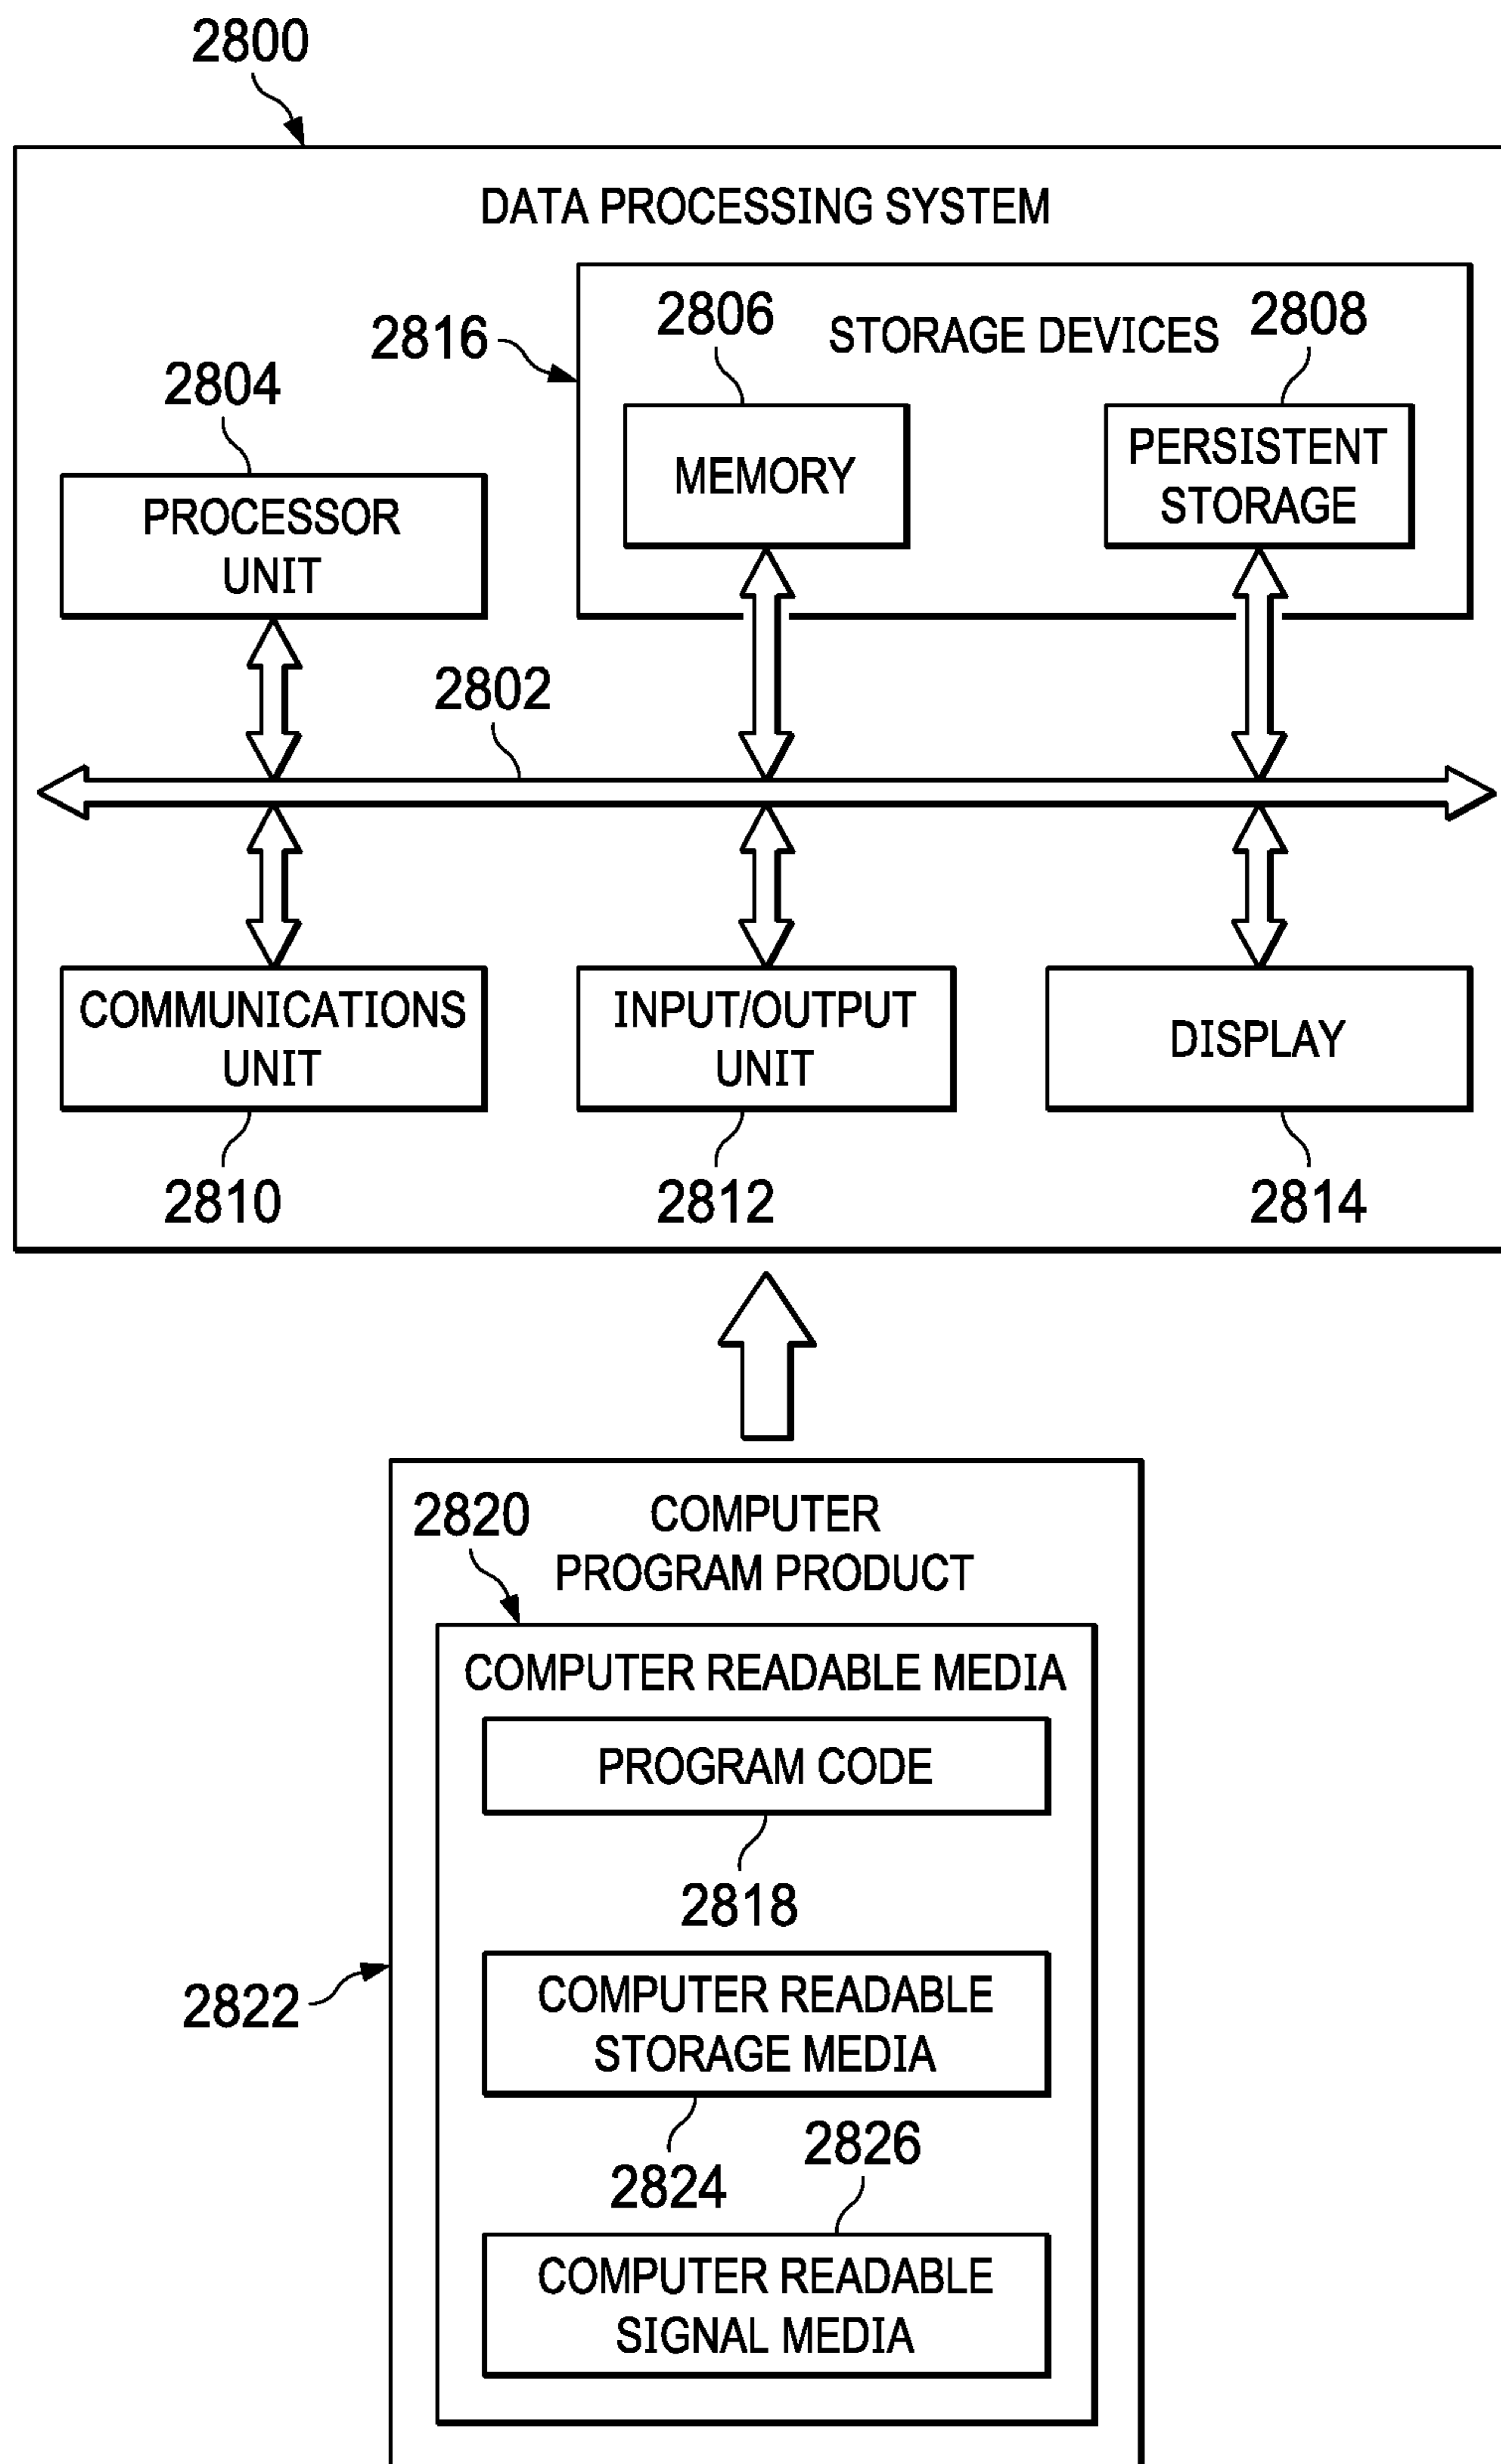 2800
DATA PROCESSING SYSTEM
2816
2806
STORAGE DEVICES
2808
2804
MEMORY
PERSISTENT
STORAGE
PROCESSOR
UNIT
2802
COMMUNICATIONS
UNIT
INPUT/OUTPUT
UNIT
DISPLAY
2810
2812
2814
2820
COMPUTER
PROGRAM PRODUCT
COMPUTER READABLE MEDIA
PROGRAM CODE
2818
2822
COMPUTER READABLE
STORAGE MEDIA
2824
2826
COMPUTER READABLE
SIGNAL MEDIA